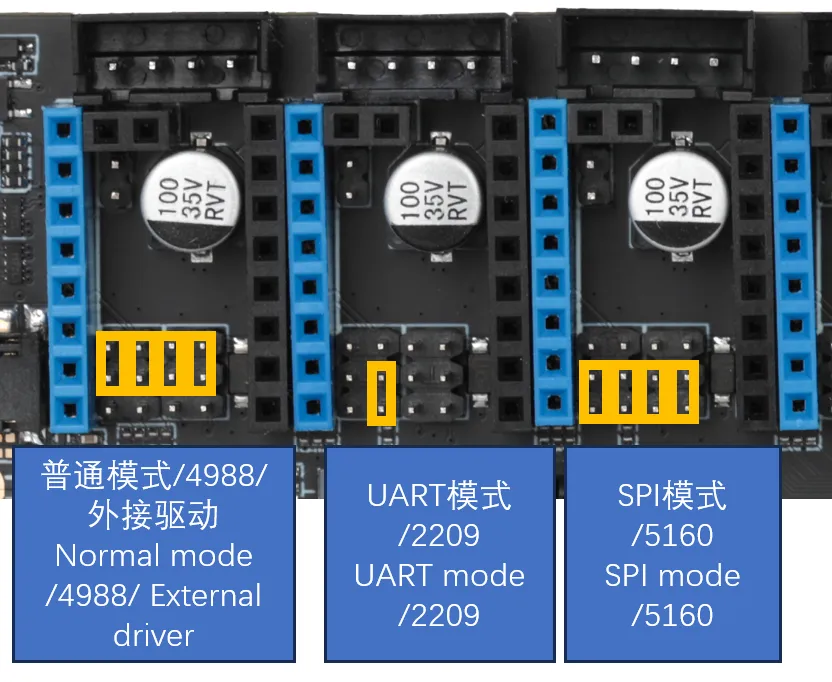 100
35V
RVT
100
35V
RVT
100
35V
RVT
普通模式/4988/
外接驱动
Normal mode
/4988/ External
driver
UART模式
/2209
UART mode
/2209
SPI模式
/5160
SPI mode
/5160